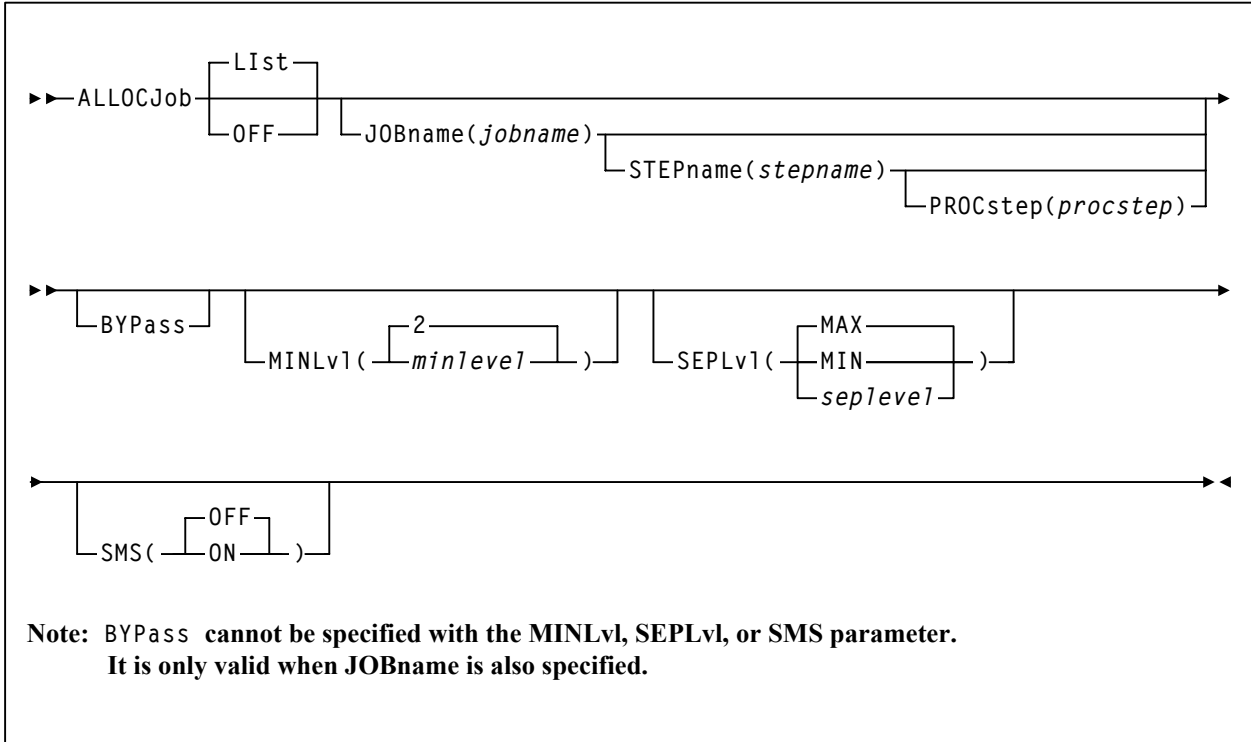 LIst
ALLOCJob
OFF
JOBname(jobname)
STEPname(stepname)
PROCstep(procstep)
BYPass
MINLvl(
2
minlevel
)
SEPLvl(
MAX
MIN
seplevel
)
SMS(
OFF
ON
)
Note: BYPass cannot be specified with the MINLvl, SEPLvl, or SMS parameter.
It is only valid when JOBname is also specified.